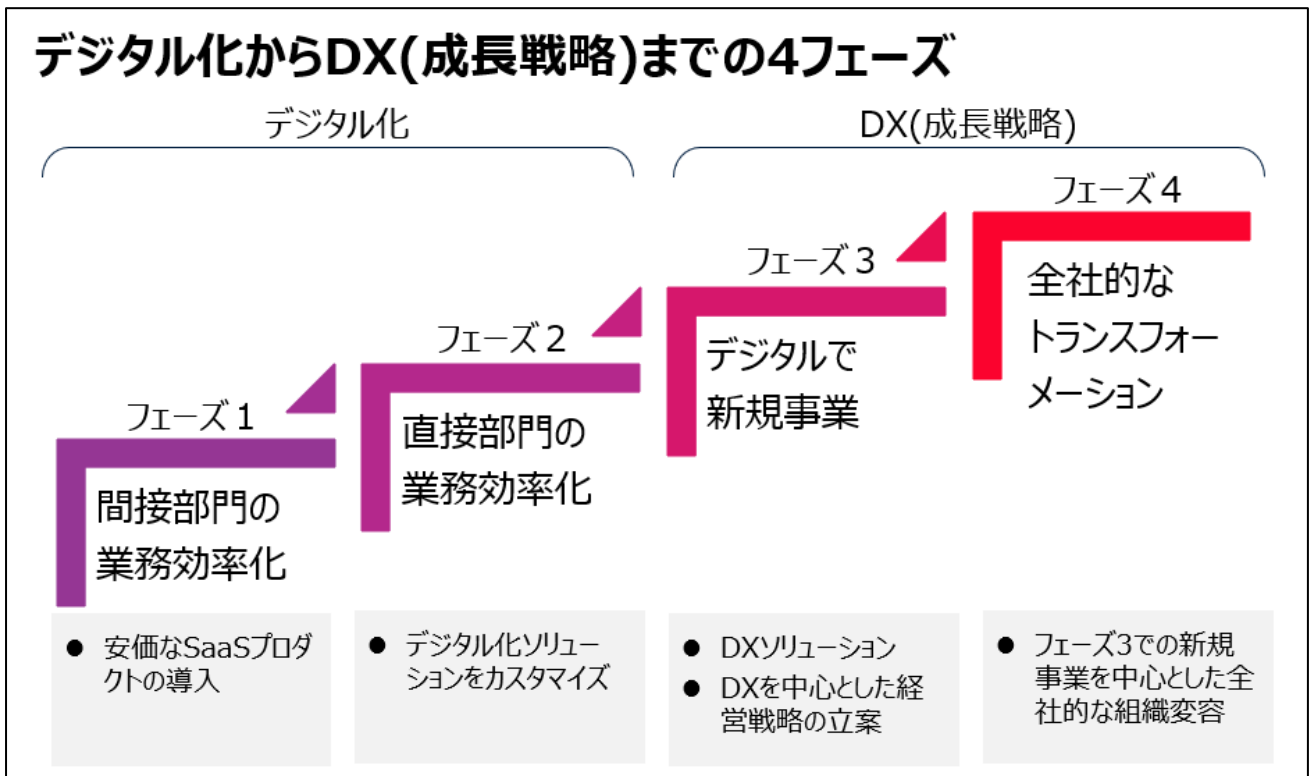 デジタル化からDX(成長戦略)までの4フェーズ
デジタル化
DX(成長戦略)
フェーズ1
間接部門の
業務効率化
フェーズ2
直接部門の
業務効率化
フェーズ3
デジタルで
新規事業
フェーズ4
全社的な
トランスフォー
メーション
● 安価なSaaSプロダ
クトの導入
● デジタル化ソリュー
ションをカスタマイズ
● DXソリューション
● DXを中心とした経
営戦略の立案
● フェーズ3での新規
事業を中心とした全
社的な組織変容